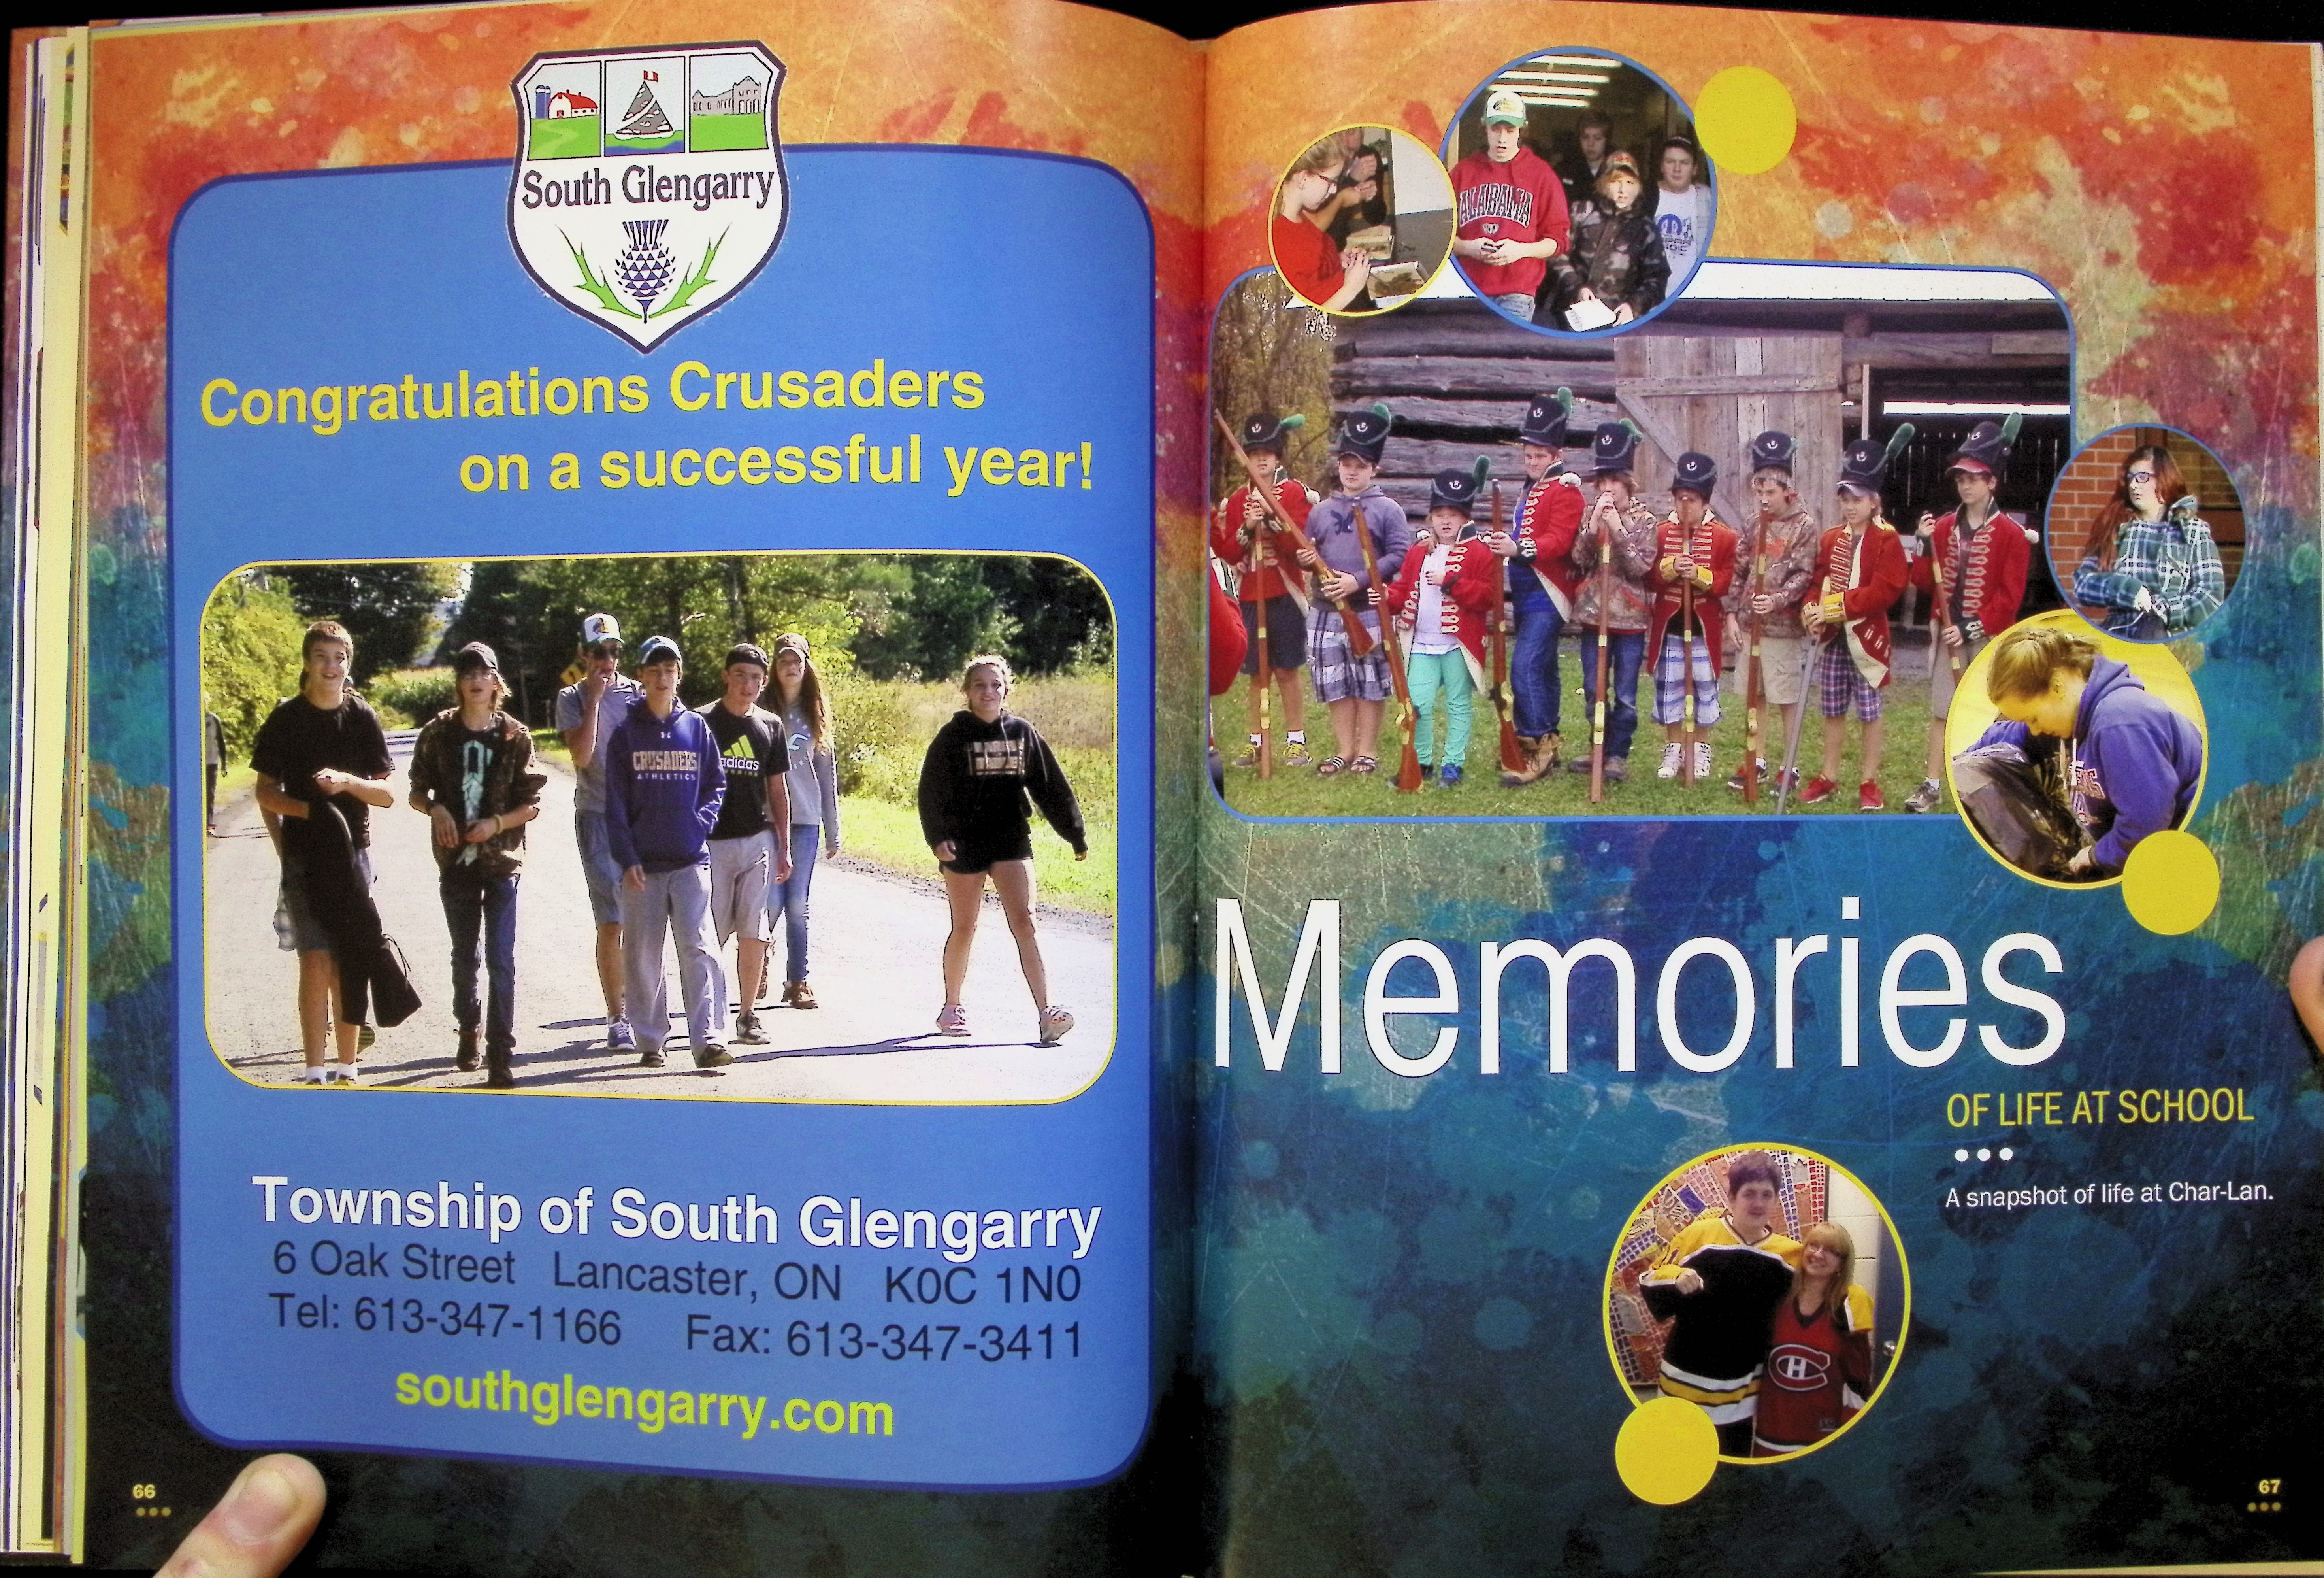 South Glengarry
Congratulations Crusaders
on a successful year!
CRUSADERS
ATHLETICS
adidas
Township of South Glengarry
6 Oak Street Lancaster, ON K0C 1N0
Tel: 613-347-1166 Fax: 613-347-3411
southglengarry.com
66
ALABAMA
Memories
OF LIFE AT SCHOOL
A snapshot of life at Char-Lan.
67